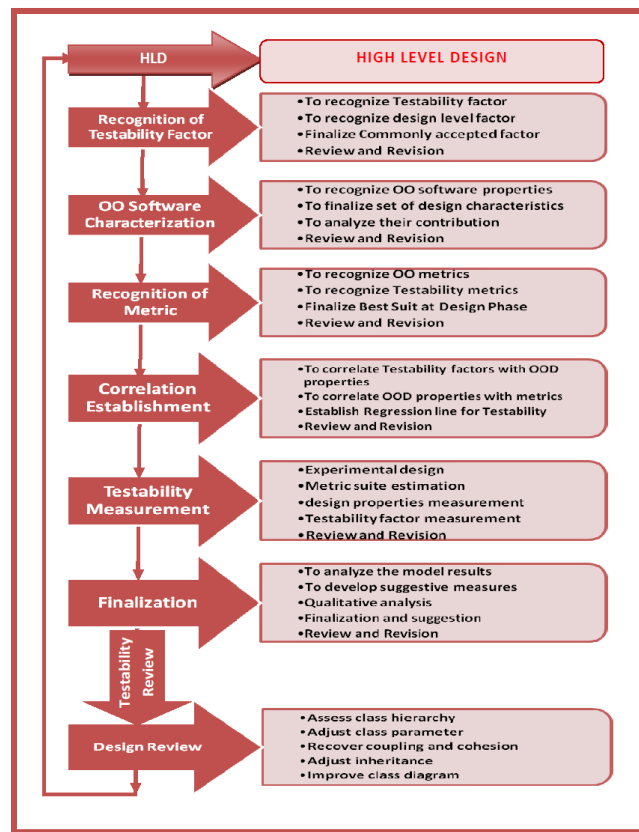 HLD
HIGH LEVEL DESIGN
Recognition of
Testability Factor
•To recognize Testability factor
•To recognize design level factor
•Finalize Commonly accepted factor
•Review and Revision
OO Software
Characterization
•To recognize OO software properties
•To finalize set of design characteristics
•To analyze their contribution
•Review and Revision
Recognition of
Metric
•To recognize OO metrics
•To recognize Testability metrics
•Finalize Best Suit at Design Phase
•Review and Revision
Correlation
Establishment
•To correlate Testability factors with OOD
properties
•To correlate OOD properties with metrics
•Establish Regression line for Testability
•Review and Revision
Testability
Measurement
•Experimental design
•Metric suite estimation
•design properties measurement
•Testability factor measurement
•Review and Revision
Finalization
•To analyze the model results
•To develop suggestive measures
•Qualitative analysis
•Finalization and suggestion
•Review and Revision
Testability
Review
Design Review
•Assess class hierarchy
•Adjust class parameter
•Recover coupling and cohesion
•Adjust inheritance
•Improve class diagram